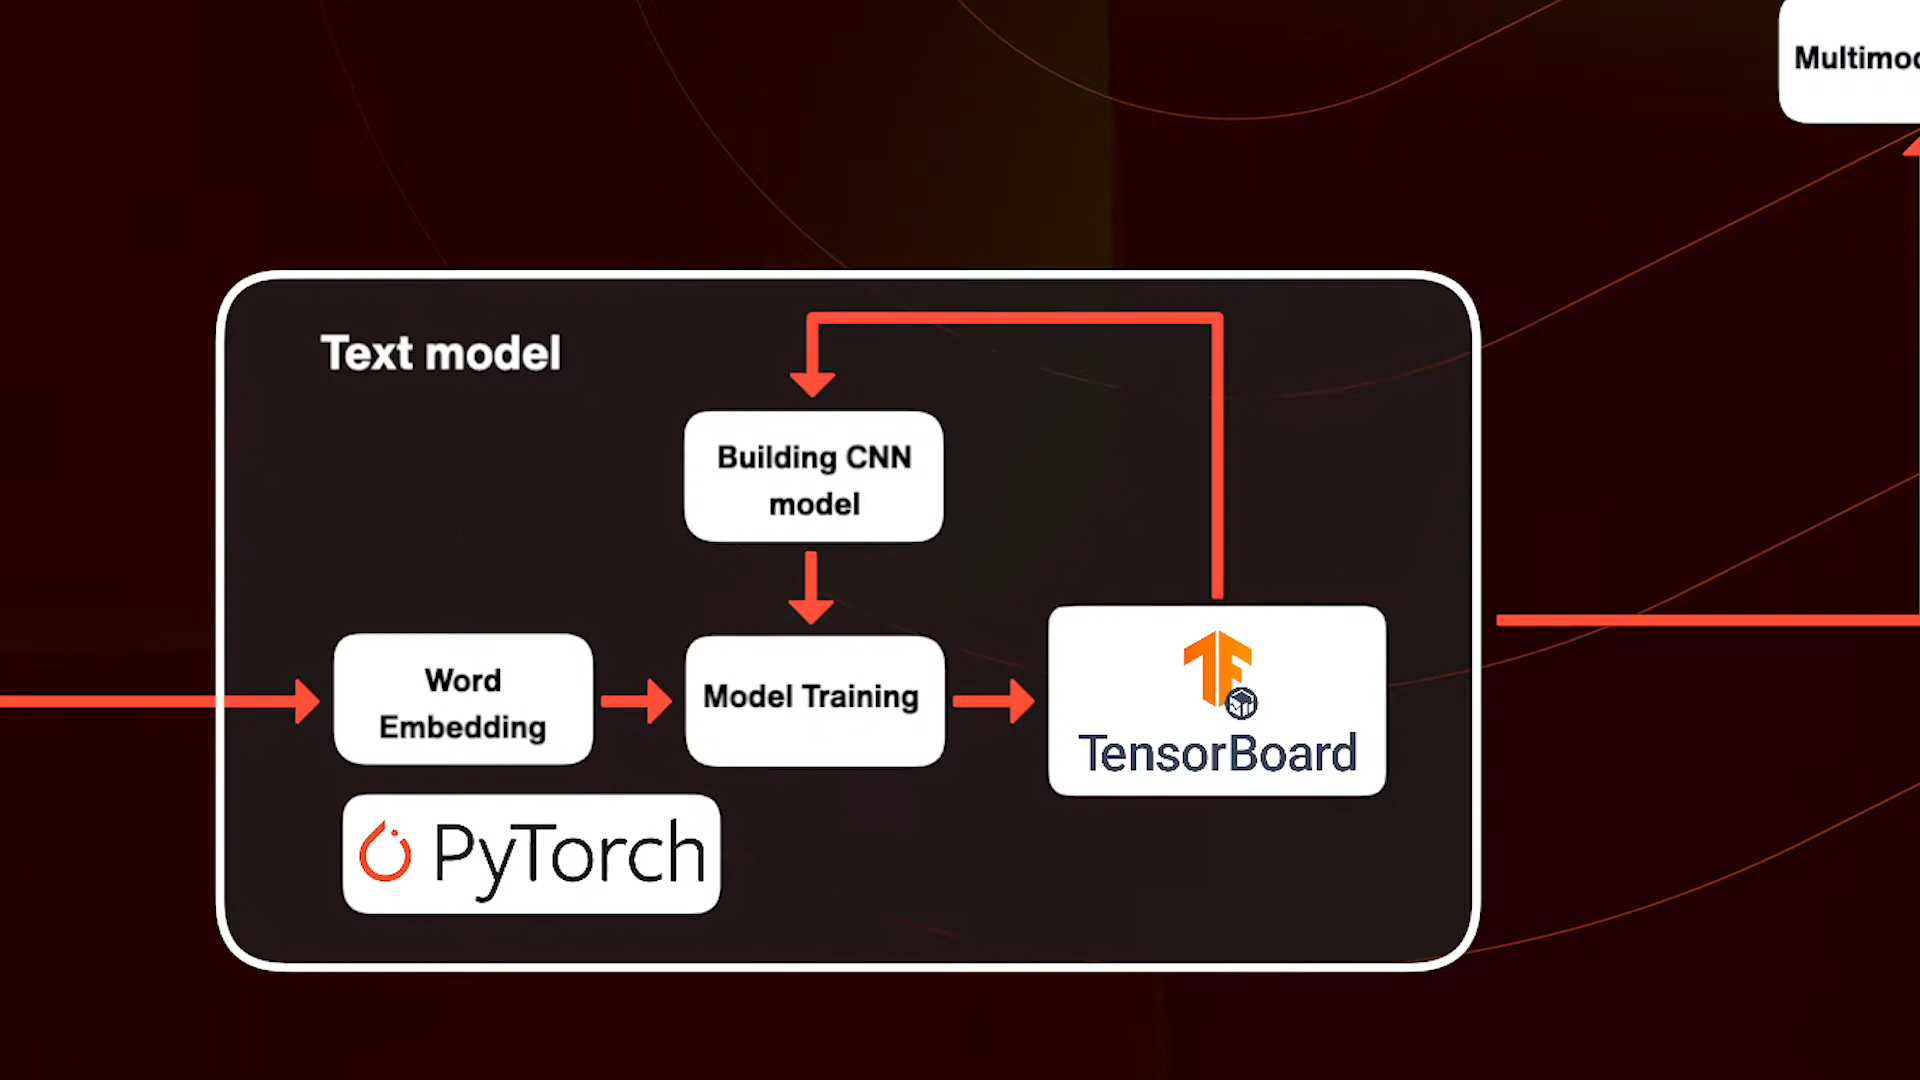 Multimod
Text model
Building CNN
model
Word
Embedding
Model Training
TensorBoard
PyTorch